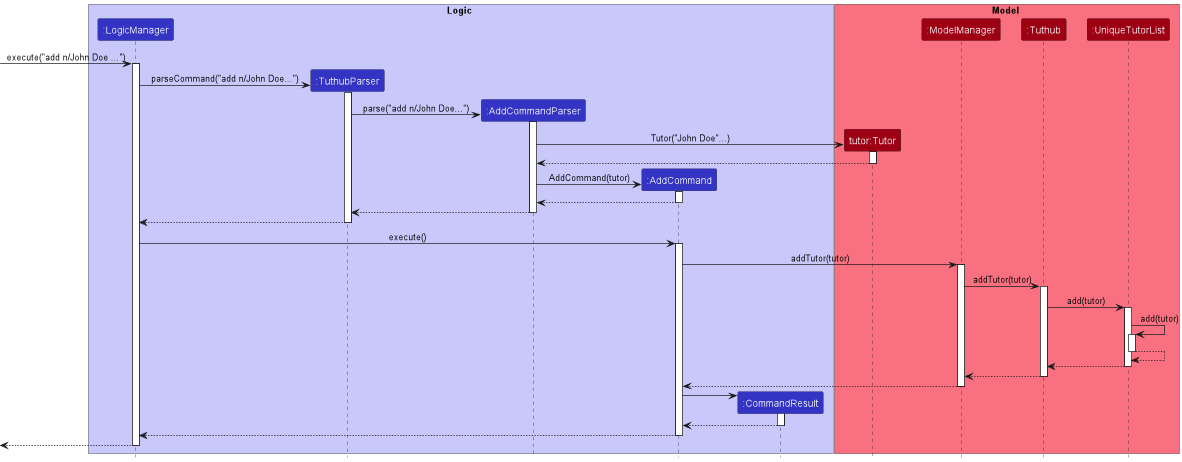 Logic
Model
:LogicManager
:ModelManager
:Tuthub
:UniqueTutorList
execute("add n/John Doe ...")
parseCommand("add n/John Doe...")
:TuthubParser
parse("add n/John Doe...")
:AddCommandParser
Tutor("John Doe"...)
tutor:Tutor
AddCommand(tutor)
:AddCommand
execute()
addTutor(tutor)
addTutor(tutor)
add(tutor)
add(tutor)
:CommandResult